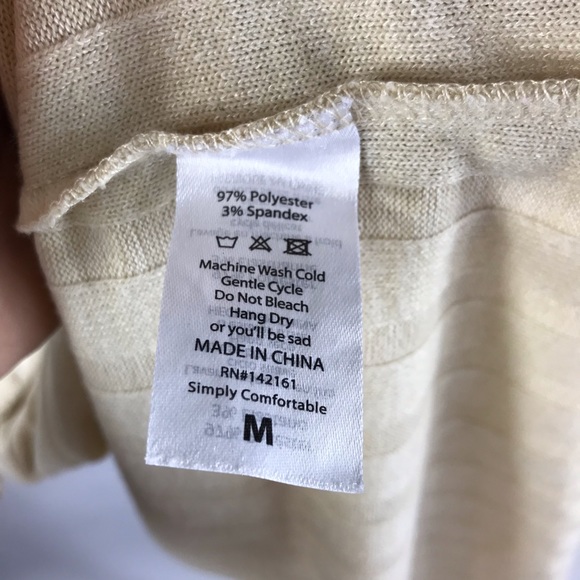 97% Polyester
3% Spandex
Machine Wash Cold
Gentle Cycle
Do Not Bleach
Hang Dry
or you'll be sad
MADE IN CHINA
RN#142161
Simply Comfortable
M